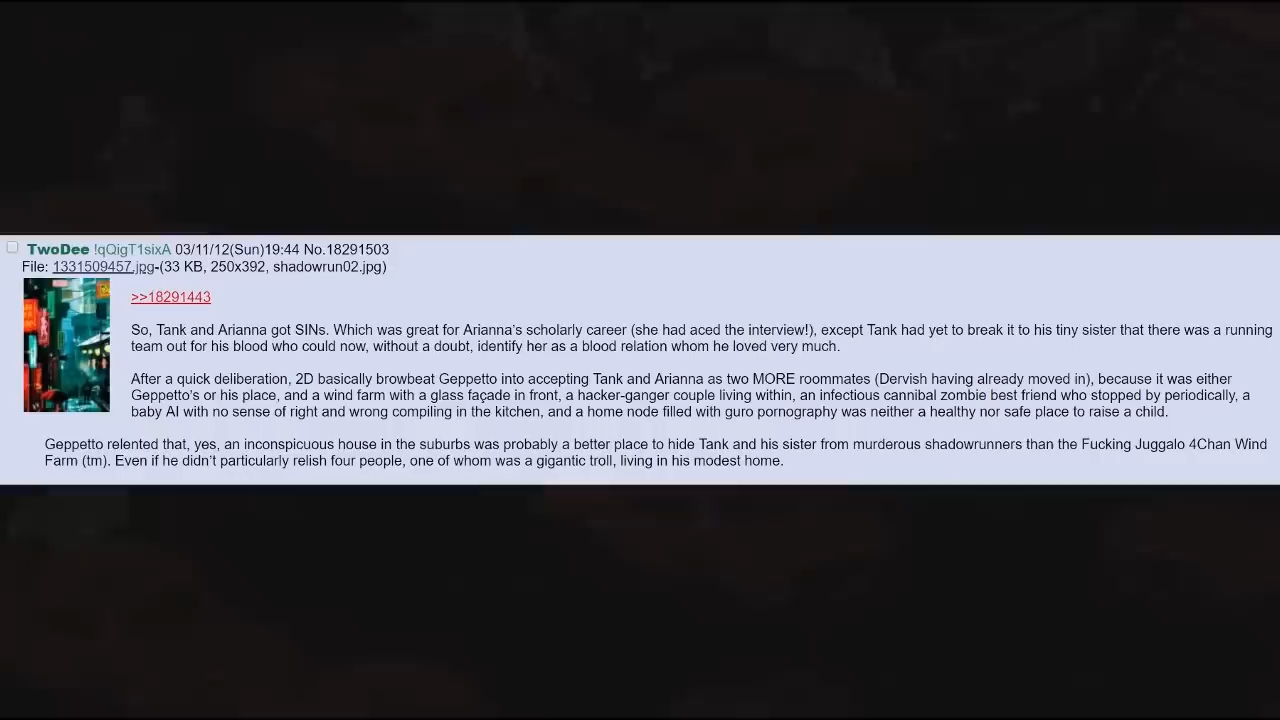 TwoDee !qQigT1sixA 03/11/12(Sun)19:44 No.18291503
File: 1331509457.jpg-(33 KB, 250x392, shadowrun02.jpg)
>>18291443
So, Tank and Arianna got SINs. Which was great for Arianna's scholarly career (she had aced the interview!), except Tank had yet to break it to his tiny sister that there was a running
team out for his blood who could now, without a doubt, identify her as a blood relation whom he loved very much.
After a quick deliberation, 2D basically browbeat Geppetto into accepting Tank and Arianna as two MORE roommates (Dervish having already moved in), because it was either
Geppetto's or his place, and a wind farm with a glass façade in front, a hacker-ganger couple living within, an infectious cannibal zombie best friend who stopped by periodically, a
baby AI with no sense of right and wrong compiling in the kitchen, and a home node filled with guro pornography was neither a healthy nor safe place to raise a child.
Geppetto relented that, yes, an inconspicuous house in the suburbs was probably a better place to hide Tank and his sister from murderous shadowrunners than the Fucking Juggalo 4Chan Wind
Farm (tm). Even if he didn't particularly relish four people, one of whom was a gigantic troll, living in his modest home.